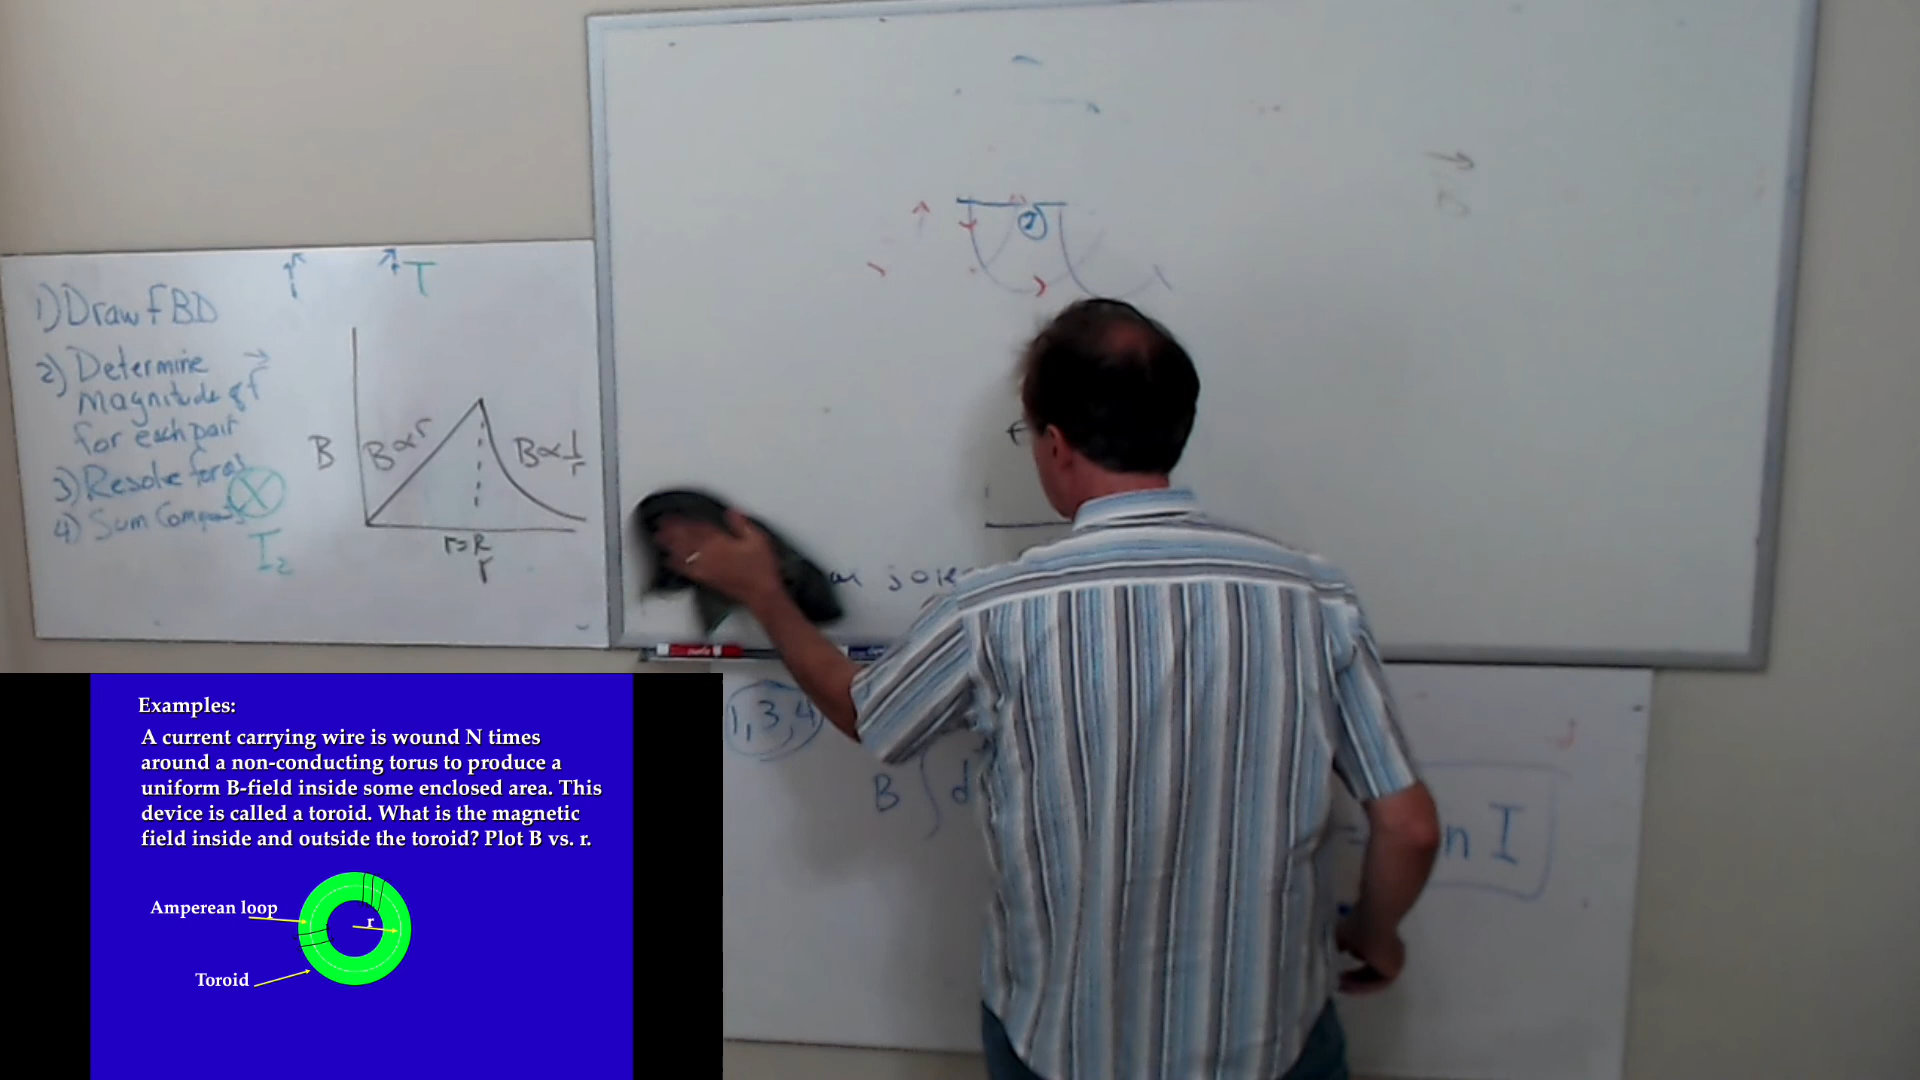 1) Draw FBD
2) Determine
magnitude of F
for each part
3) Resolve forces
4) Sum
I2
T
B
B∝r
B∝1/r
r=R
r
2
1,3,4
B ∫ d
= n I
Examples:
A current carrying wire is wound N times
around a non-conducting torus to produce a
uniform B-field inside some enclosed area. This
device is called a toroid. What is the magnetic
field inside and outside the toroid? Plot B vs. r.
Amperean loop
r
Toroid